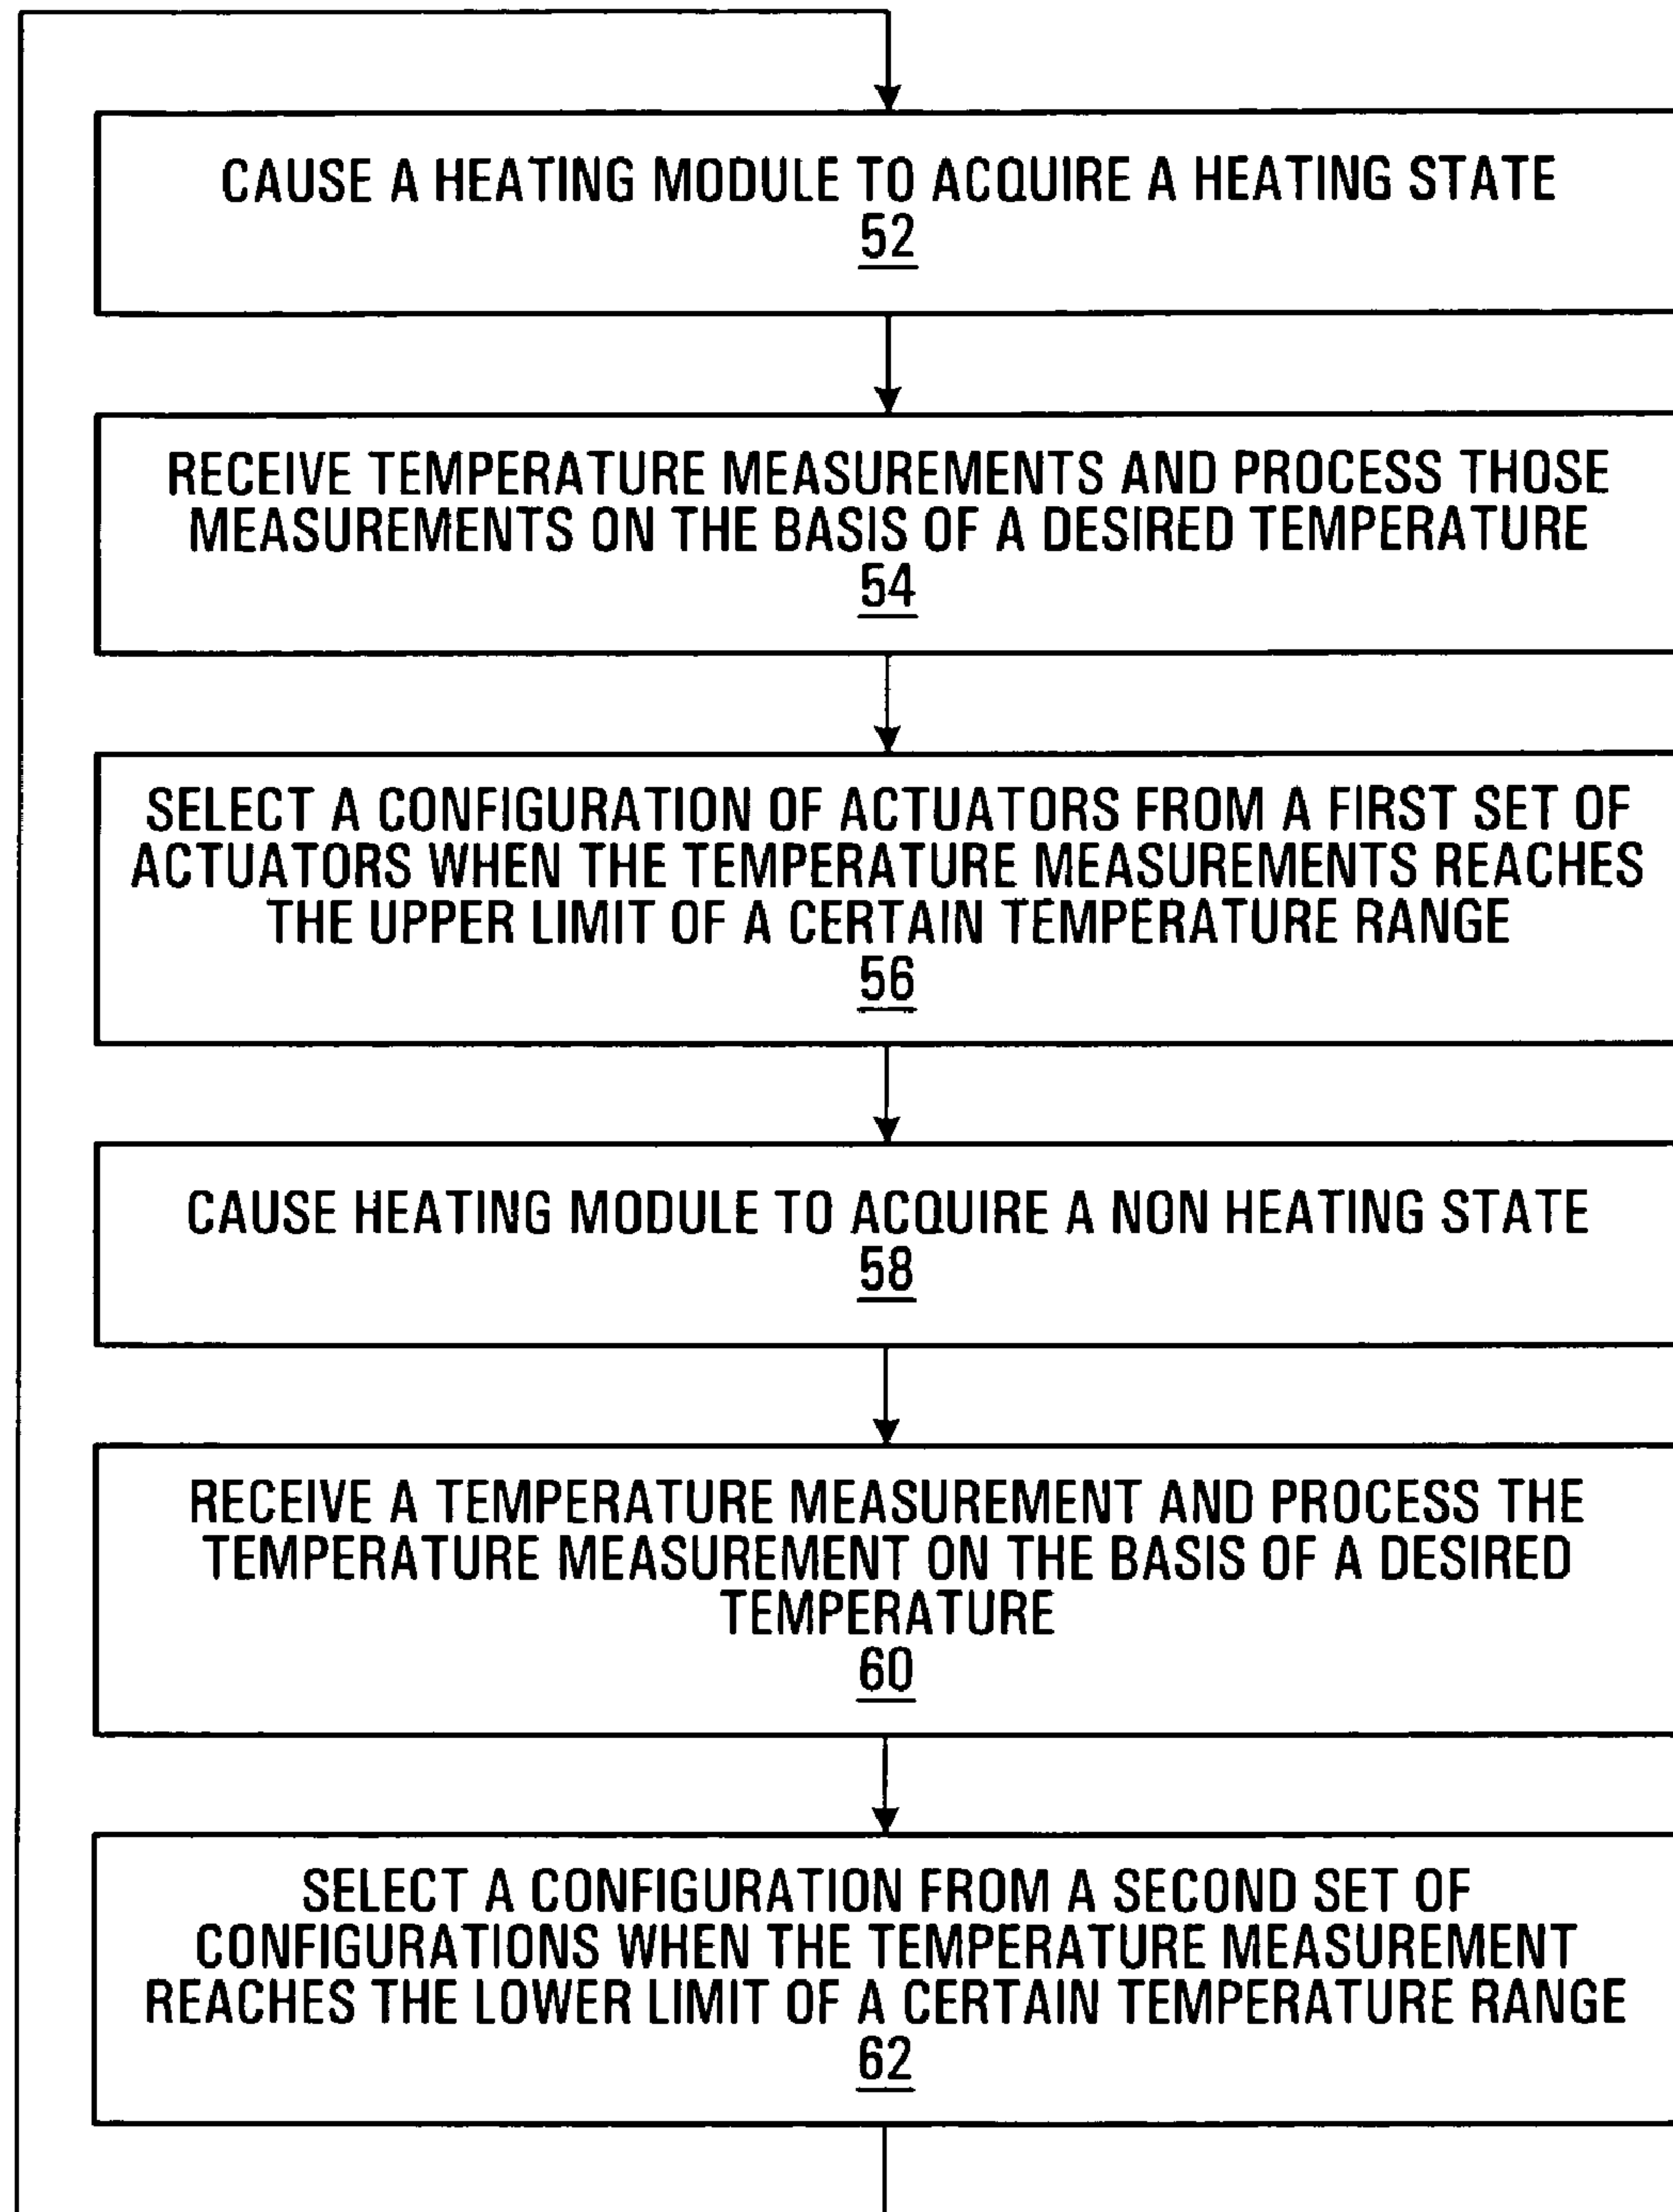 CAUSE A HEATING MODULE TO ACQUIRE A HEATING STATE
52
RECEIVE TEMPERATURE MEASUREMENTS AND PROCESS THOSE
MEASUREMENTS ON THE BASIS OF A DESIRED TEMPERATURE
54
SELECT A CONFIGURATION OF ACTUATORS FROM A FIRST SET OF
ACTUATORS WHEN THE TEMPERATURE MEASUREMENTS REACHES
THE UPPER LIMIT OF A CERTAIN TEMPERATURE RANGE
56
CAUSE HEATING MODULE TO ACQUIRE A NON HEATING STATE
58
RECEIVE A TEMPERATURE MEASUREMENT AND PROCESS THE
TEMPERATURE MEASUREMENT ON THE BASIS OF A DESIRED
TEMPERATURE
60
SELECT A CONFIGURATION FROM A SECOND SET OF
CONFIGURATIONS WHEN THE TEMPERATURE MEASUREMENT
REACHES THE LOWER LIMIT OF A CERTAIN TEMPERATURE RANGE
62